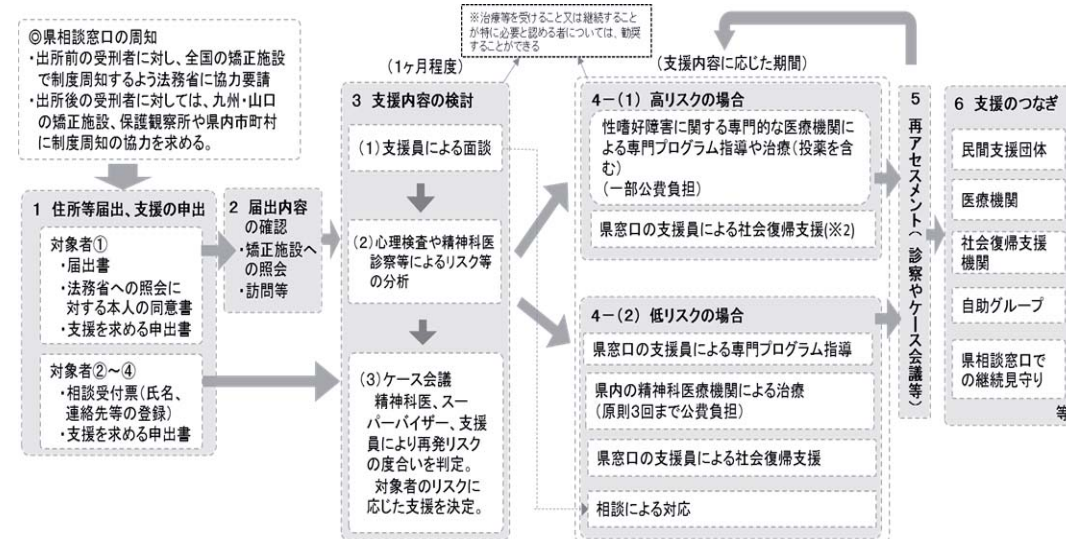 ◎県相談窓口の周知
・出所前の受刑者に対し、全国の矯正施設
で制度周知するよう法務省に協力要請
・出所後の受刑者に対しては、九州・山口
の矯正施設、保護観察所や県内市町村
に制度周知の協力を求める。
1 住所等届出、支援の申出
対象者①
・届出書
・法務省への照会に
対する本人の同意書
・支援を求める申出書
対象者②~④
・相談受付票(氏名、
連絡先等の登録)
・支援を求める申出書
2 届出内容
の確認
・矯正施設へ
の照会
・訪問等
(1ヶ月程度)
3 支援内容の検討
(1)支援員による面談
(2)心理検査や精神科医
診察等によるリスク等
の分析
(3)ケース会議
精神科医、スー
パーバイザー、支援
員により再発リスク
の度合いを判定。
対象者のリスクに
応じた支援を決定。
※治療等を受けること又は継続すること
が特に必要と認める者については、勧奨
することができる
(支援内容に応じた期間)
4-(1) 高リスクの場合
性嗜好障害に関する専門的な医療機関に
よる専門プログラム指導や治療(投薬を含
む)
(一部公費負担)
県窓口の支援員による社会復帰支援(※2)
4-(2) 低リスクの場合
県窓口の支援員による専門プログラム指導
県内の精神科医療機関による治療
(原則3回まで公費負担)
県窓口の支援員による社会復帰支援
相談による対応
5 再アセスメント(診察やケース会議等)
6 支援のつなぎ
民間支援団体
医療機関
社会復帰支援
機関
自助グループ
県相談窓口で
の継続見守り
等